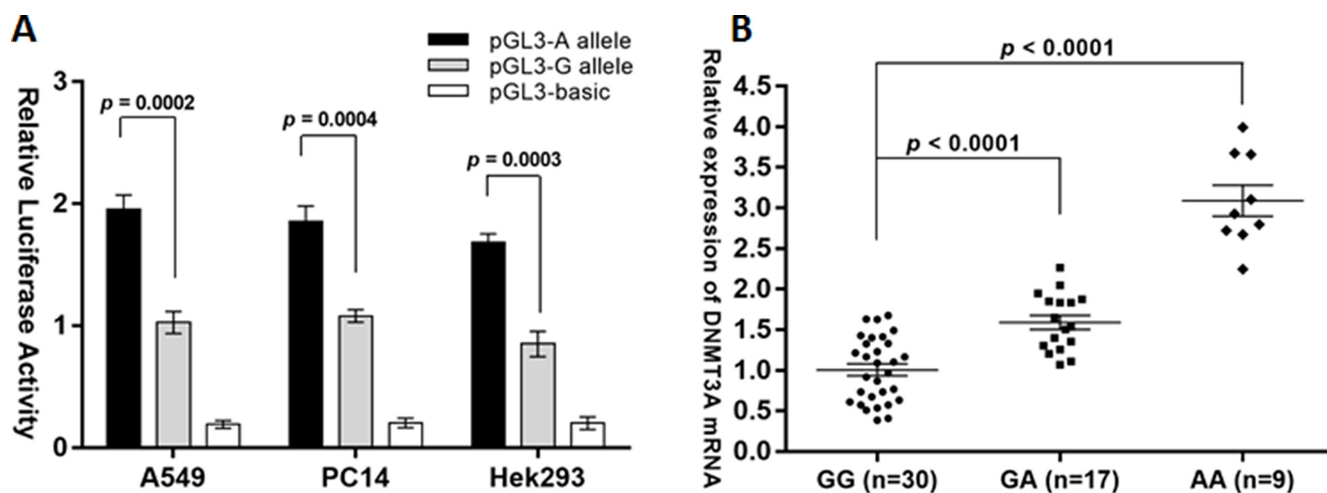 A
pGL3-A allele
pGL3-G allele
pGL3-basic
Relative Luciferase Activity
3
2
1
0
p = 0.0002
p = 0.0004
p = 0.0003
A549 PC14 Hek293
B
Relative expression of DNMT3A mRNA
4.5
4.0
3.5
3.0
2.5
2.0
1.5
1.0
0.5
0.0
p < 0.0001
p < 0.0001
GG (n=30) GA (n=17) AA (n=9)